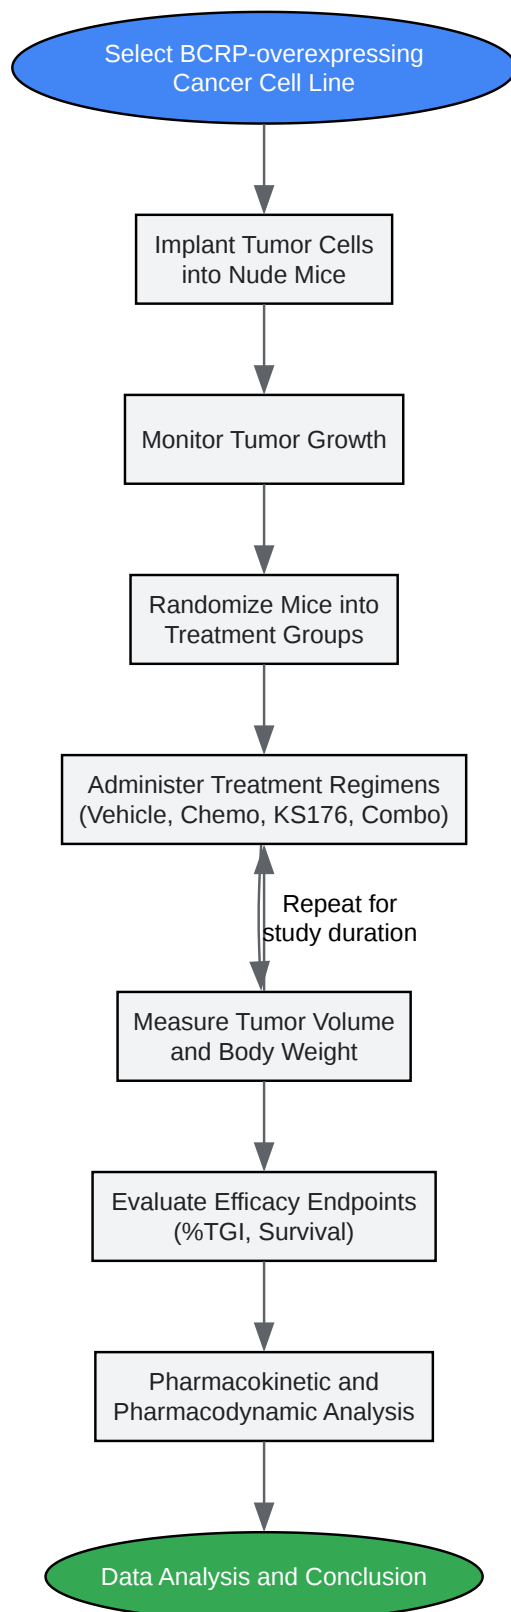 Select BCRP-overexpressing
Cancer Cell Line
Implant Tumor Cells
into Nude Mice
Monitor Tumor Growth
Randomize Mice into
Treatment Groups
Administer Treatment Regimens
(Vehicle, Chemo, KS176, Combo)
Repeat for
study duration
Measure Tumor Volume
and Body Weight
Evaluate Efficacy Endpoints
(%TGI, Survival)
Pharmacokinetic and
Pharmacodynamic Analysis
Data Analysis and Conclusion